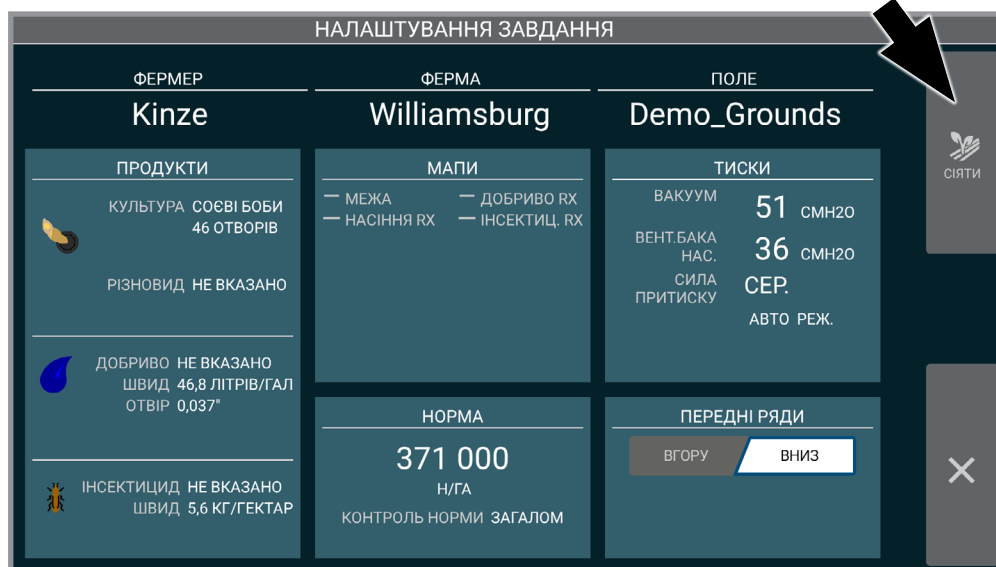 НАЛАШТУВАННЯ ЗАВДАННЯ
ФЕРМЕР
Kinze
ФЕРМА
Williamsburg
ПОЛЕ
Demo_Grounds
ПРОДУКТИ
КУЛЬТУРА СОЄВІ БОБИ
46 ОТВОРІВ
РІЗНОВИД НЕ ВКАЗАНО
ДОБРИВО НЕ ВКАЗАНО
ШВИД 46,8 ЛІТРІВ/ГАЛ
ОТВІР 0,037"
ІНСЕКТИЦИД НЕ ВКАЗАНО
ШВИД 5,6 КГ/ГЕКТАР
МАПИ
— МЕЖА — ДОБРИВО RX
— НАСІННЯ RX — ІНСЕКТИЦ. RX
НОРМА
371 000
Н/ГА
КОНТРОЛЬ НОРМИ ЗАГАЛОМ
ТИСКИ
ВАКУУМ 51 СМH2O
ВЕНТ.БАКА
НАС. 36 СМH2O
СИЛА
ПРИТИСКУ СЕР.
АВТО РЕЖ.
ПЕРЕДНІ РЯДИ
ВГОРУ ВНИЗ
СІЯТИ